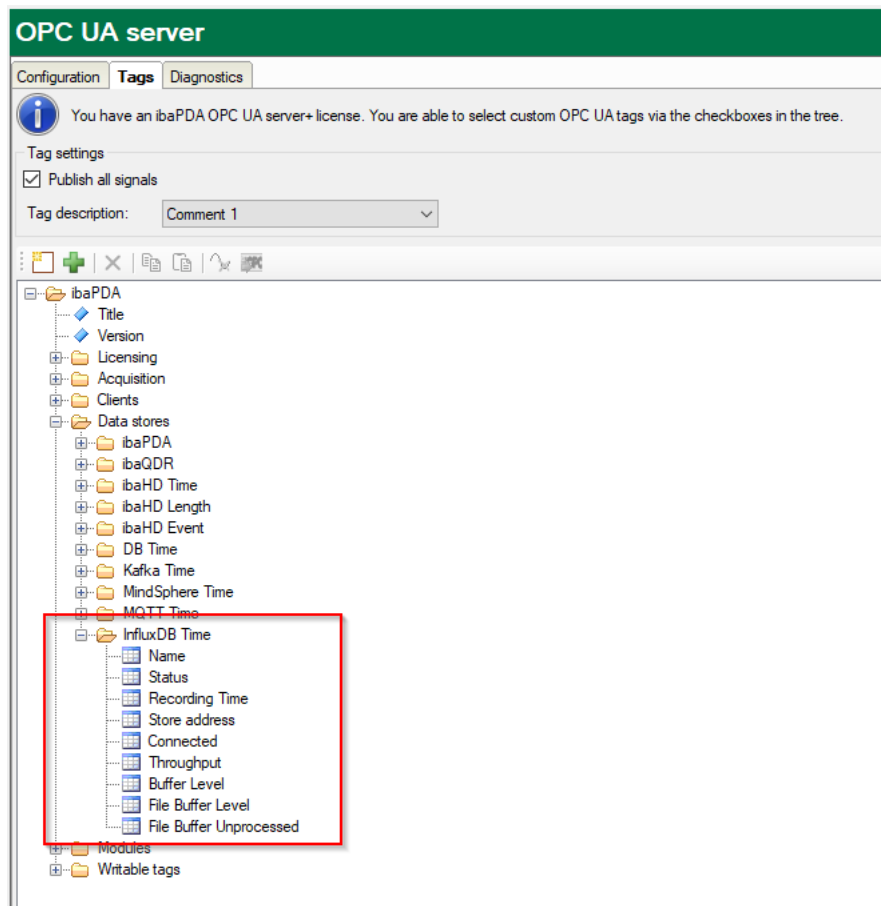 OPC UA server
Configuration Tags Diagnostics
You have an ibaPDA OPC UA server+ license. You are able to select custom OPC UA tags via the checkboxes in the tree.
Tag settings
Publish all signals
Tag description: Comment 1
ibaPDA
Title
Version
Licensing
Acquisition
Clients
Data stores
ibaPDA
ibaQDR
ibaHD Time
ibaHD Length
ibaHD Event
DB Time
Kafka Time
MindSphere Time
MQTT Time
InfluxDB Time
Name
Status
Recording Time
Store address
Connected
Throughput
Buffer Level
File Buffer Level
File Buffer Unprocessed
Modules
Writable tags